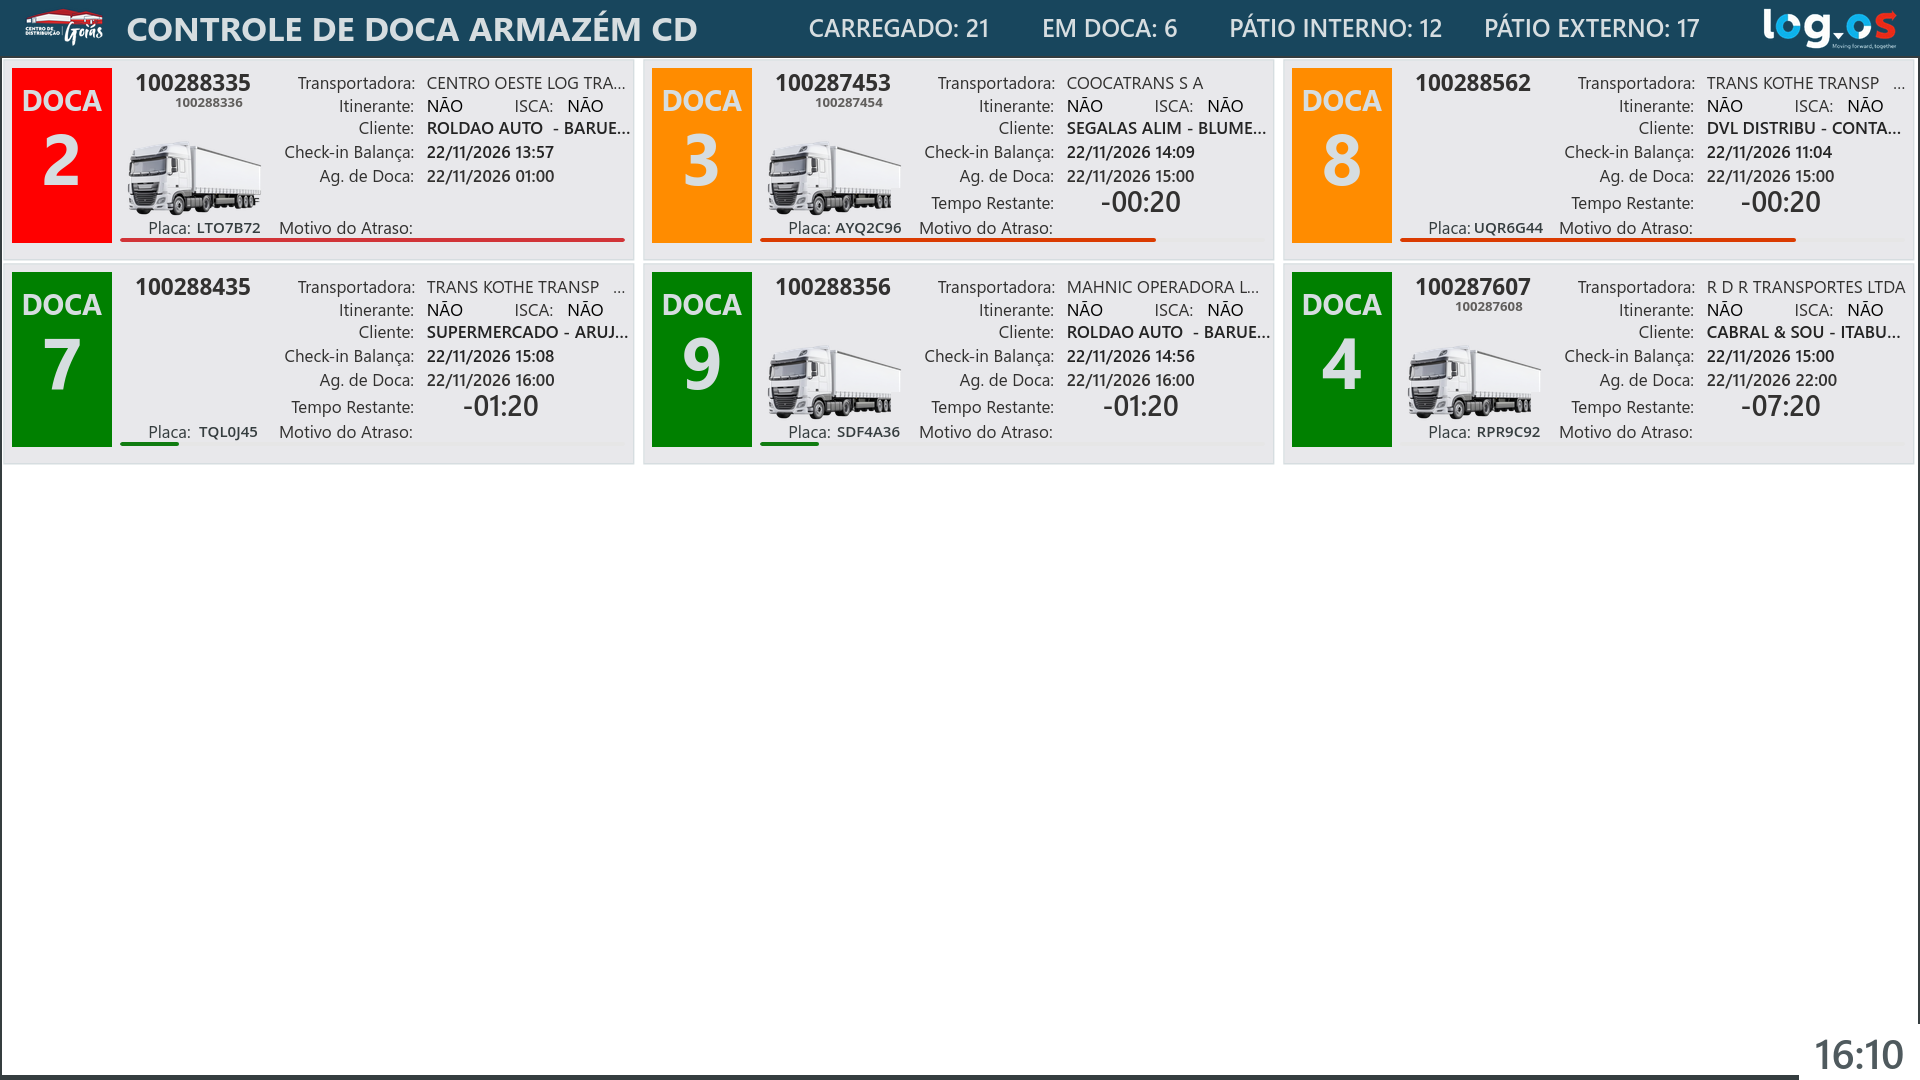 CENTRO DE DISTRIBUIÇÃO Goiás
CONTROLE DE DOCA ARMAZÉM CD
CARREGADO: 21
EM DOCA: 6
PÁTIO INTERNO: 12
PÁTIO EXTERNO: 17
log.os
Moving forward, together
DOCA
2
100288335
100288336
Transportadora: CENTRO OESTE LOG TRA...
Itinerante: NÃO ISCA: NÃO
Cliente: ROLDAO AUTO - BARUE...
Check-in Balança: 22/11/2026 13:57
Ag. de Doca: 22/11/2026 01:00
Placa: LTO7B72 Motivo do Atraso:
DOCA
3
100287453
100287454
Transportadora: COOCATRANS S A
Itinerante: NÃO ISCA: NÃO
Cliente: SEGALAS ALIM - BLUME...
Check-in Balança: 22/11/2026 14:09
Ag. de Doca: 22/11/2026 15:00
Tempo Restante: -00:20
Placa: AYQ2C96 Motivo do Atraso:
DOCA
8
100288562
Transportadora: TRANS KOTHE TRANSP ...
Itinerante: NÃO ISCA: NÃO
Cliente: DVL DISTRIBU - CONTA...
Check-in Balança: 22/11/2026 11:04
Ag. de Doca: 22/11/2026 15:00
Tempo Restante: -00:20
Placa: UQR6G44 Motivo do Atraso:
DOCA
7
100288435
Transportadora: TRANS KOTHE TRANSP ...
Itinerante: NÃO ISCA: NÃO
Cliente: SUPERMERCADO - ARUJ...
Check-in Balança: 22/11/2026 15:08
Ag. de Doca: 22/11/2026 16:00
Tempo Restante: -01:20
Placa: TQL0J45 Motivo do Atraso:
DOCA
9
100288356
Transportadora: MAHNIC OPERADORA L...
Itinerante: NÃO ISCA: NÃO
Cliente: ROLDAO AUTO - BARUE...
Check-in Balança: 22/11/2026 14:56
Ag. de Doca: 22/11/2026 16:00
Tempo Restante: -01:20
Placa: SDF4A36 Motivo do Atraso:
DOCA
4
100287607
100287608
Transportadora: R D R TRANSPORTES LTDA
Itinerante: NÃO ISCA: NÃO
Cliente: CABRAL & SOU - ITABU...
Check-in Balança: 22/11/2026 15:00
Ag. de Doca: 22/11/2026 22:00
Tempo Restante: -07:20
Placa: RPR9C92 Motivo do Atraso:
16:10